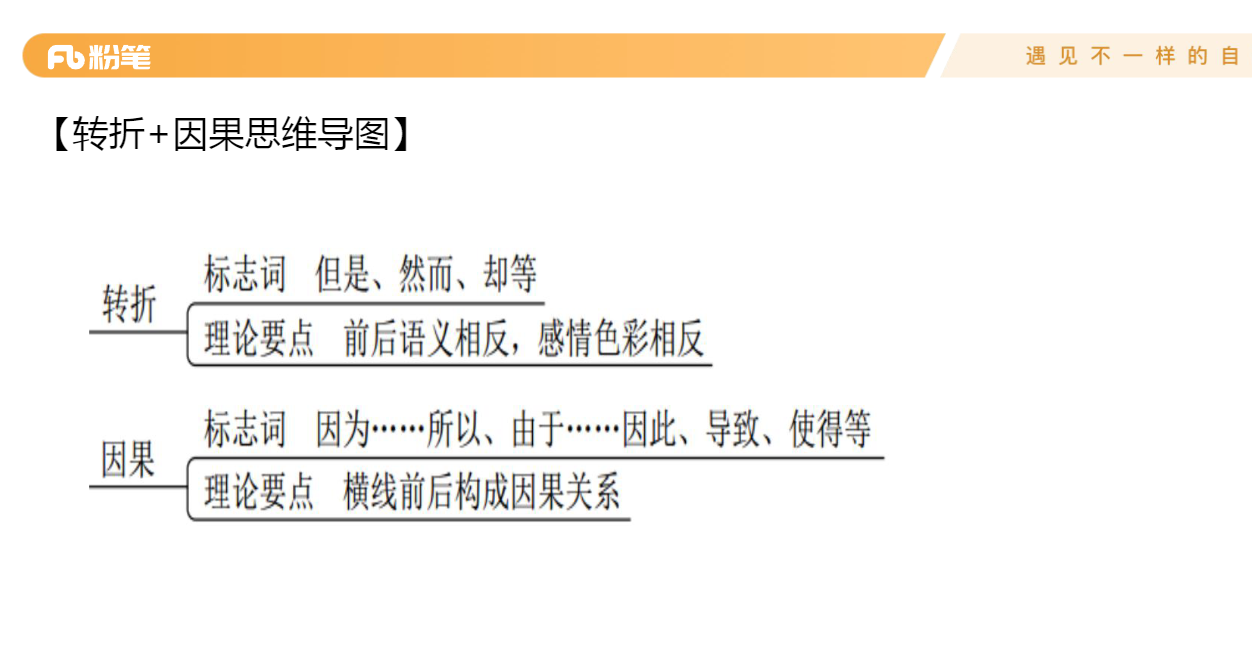 粉笔
遇见不一样的自
【转折+因果思维导图】
转折
标志词 但是、然而、却等
理论要点 前后语义相反，感情色彩相反
因果
标志词 因为……所以、由于……因此、导致、使得等
理论要点 横线前后构成因果关系